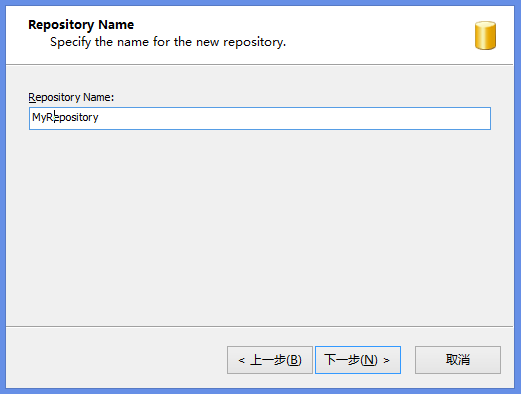 Repository Name
Specify the name for the new repository.
Repository Name:
MyRepository
< 上一步(B) 下一步(N) > 取消